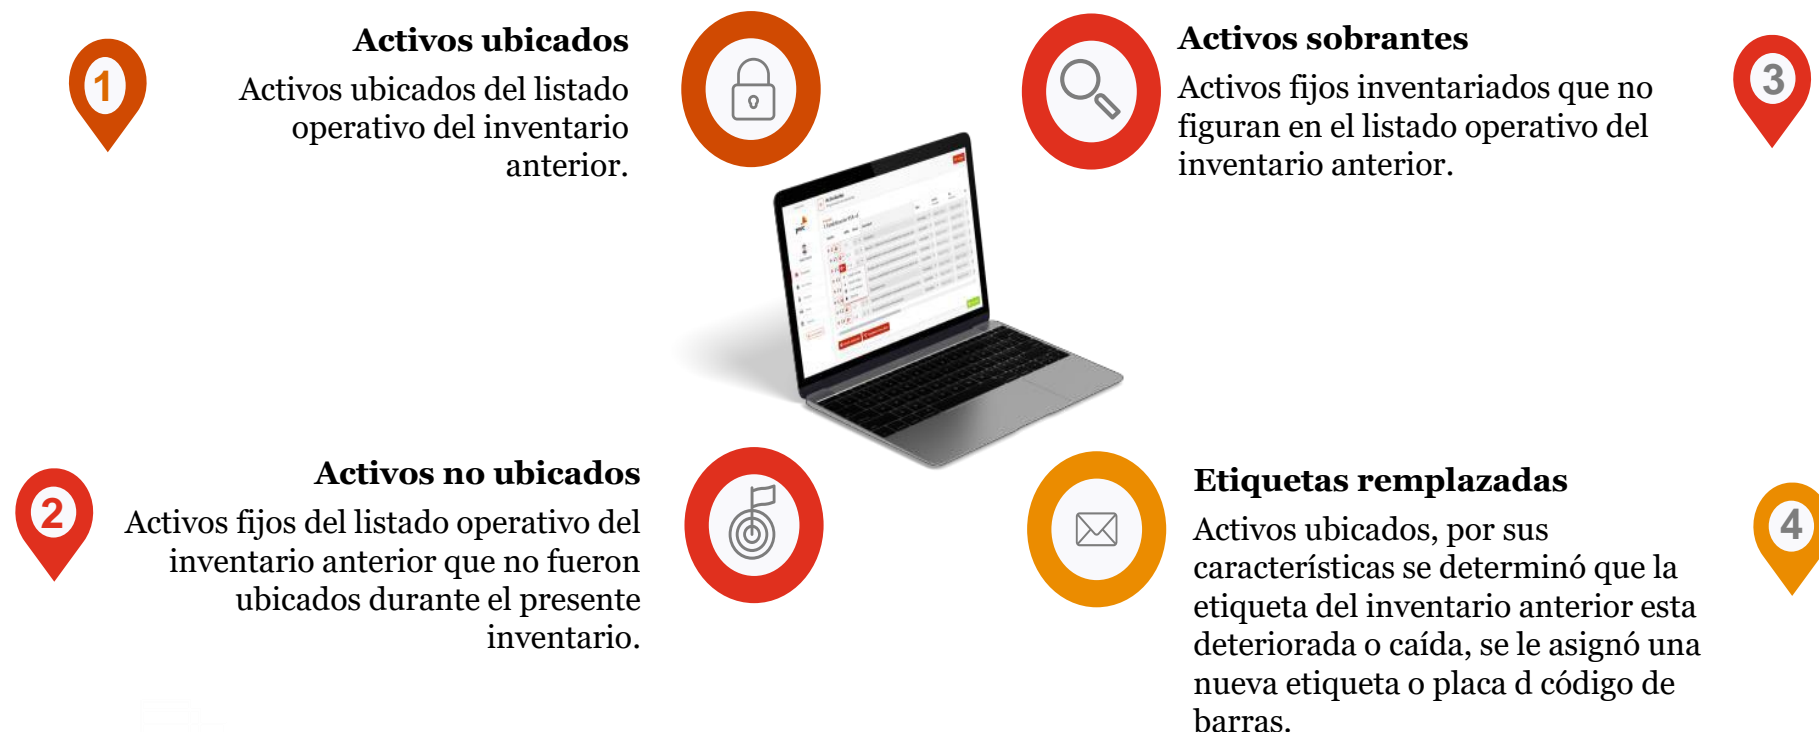 1
Activos ubicados
Activos ubicados del listado
operativo del inventario
anterior.
2
Activos no ubicados
Activos fijos del listado operativo del
inventario anterior que no fueron
ubicados durante el presente
inventario.
Activos sobrantes
Activos fijos inventariados que no
figuran en el listado operativo del
inventario anterior.
3
Etiquetas remplazadas
Activos ubicados, por sus
características se determinó que la
etiqueta del inventario anterior esta
deteriorada o caída, se le asignó una
nueva etiqueta o placa d código de
barras.
4
pwc